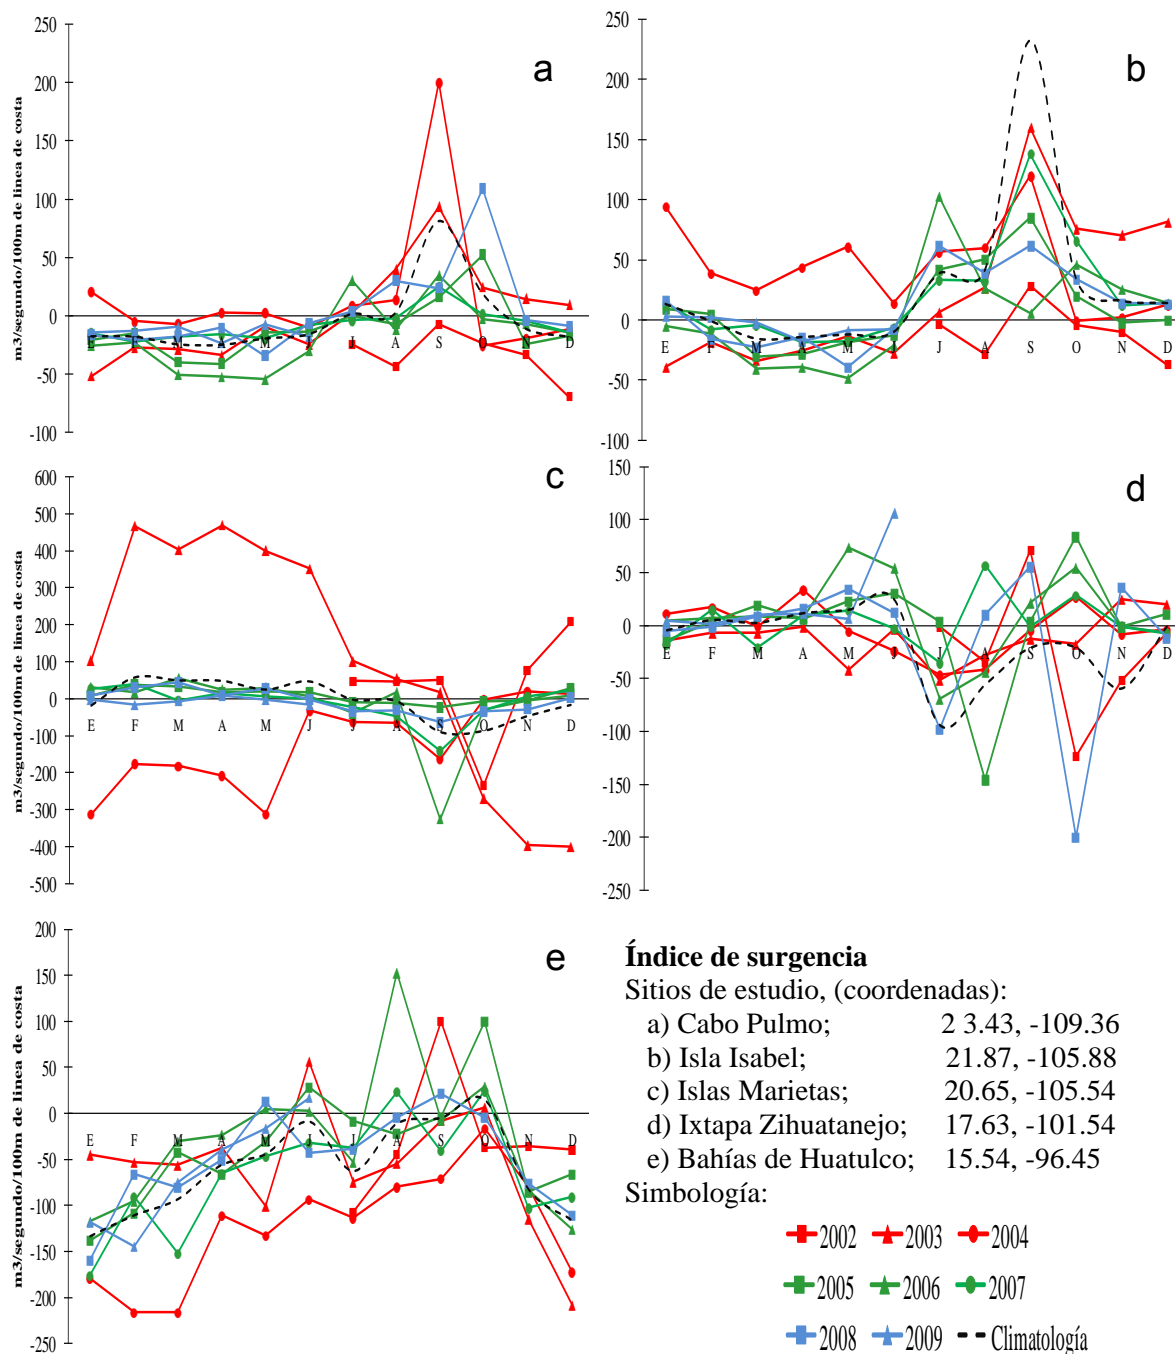 a
m3/segundo/100m de linea de costa
250
200
150
100
50
0
-50
-100
E F M A M J J A S O N D
b
250
200
150
100
50
0
-50
-100
E F M A M J J A S O N D
c
m3/segundo/100m de linea de costa
600
500
400
300
200
100
0
-100
-200
-300
-400
-500
E F M A M J J A S O N D
d
150
100
50
0
-50
-100
-150
-200
-250
E F M A M J J A S O N D
e
m3/segundo/100m de linea de costa
200
150
100
50
0
-50
-100
-150
-200
-250
E F M A M J J A S O N D
Índice de surgencia
Sitios de estudio, (coordenadas):
a) Cabo Pulmo; 2 3.43, -109.36
b) Isla Isabel; 21.87, -105.88
c) Islas Marietas; 20.65, -105.54
d) Ixtapa Zihuatanejo; 17.63, -101.54
e) Bahías de Huatulco; 15.54, -96.45
Simbología:
2002 2003 2004
2005 2006 2007
2008 2009 Climatología